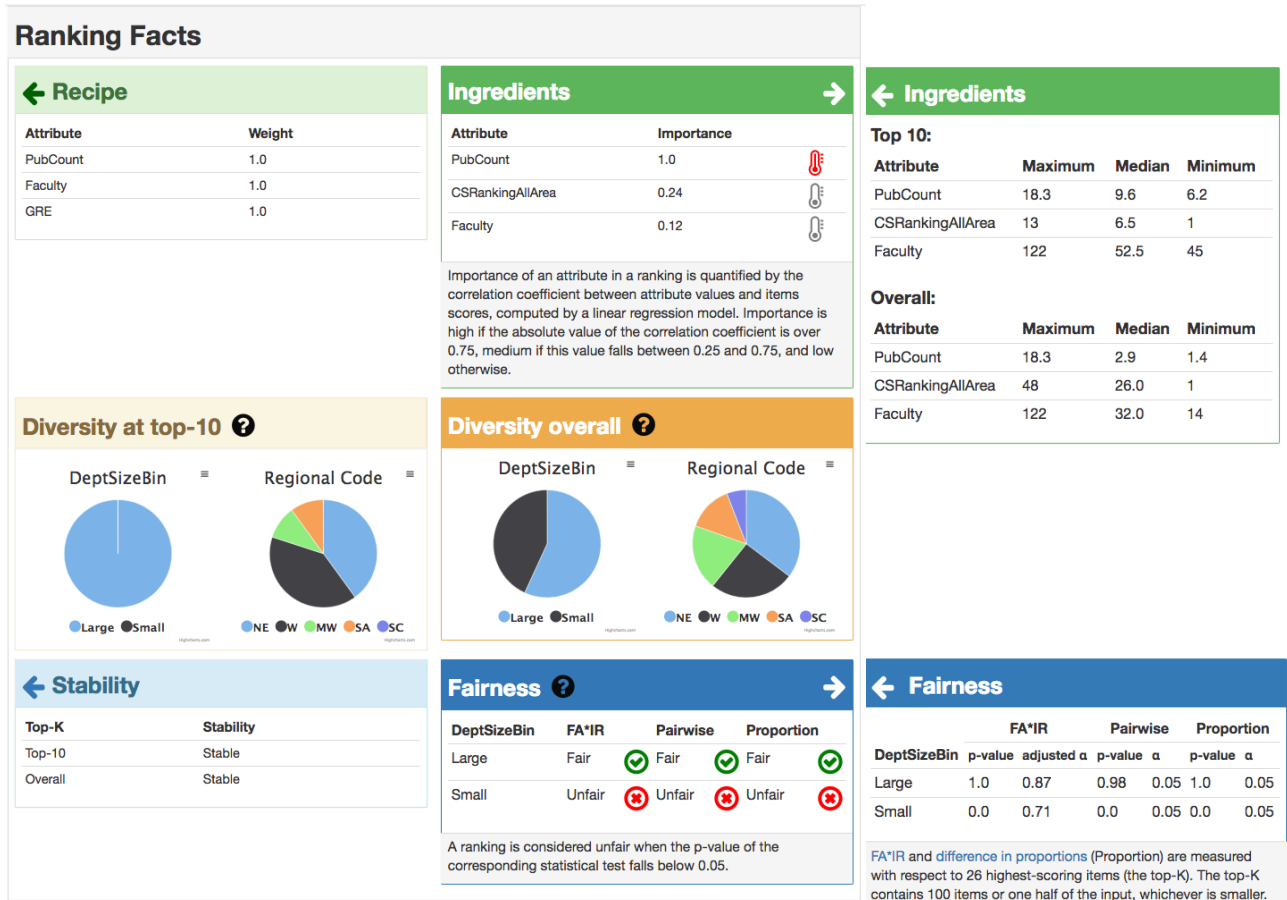 Ranking Facts
Recipe
Attribute Weight
PubCount 1.0
Faculty 1.0
GRE 1.0
Ingredients
Attribute Importance
PubCount 1.0
CSRankingAllArea 0.24
Faculty 0.12
Importance of an attribute in a ranking is quantified by the
correlation coefficient between attribute values and items
scores, computed by a linear regression model. Importance is
high if the absolute value of the correlation coefficient is over
0.75, medium if this value falls between 0.25 and 0.75, and low
otherwise.
Ingredients
Top 10:
Attribute Maximum Median Minimum
PubCount 18.3 9.6 6.2
CSRankingAllArea 13 6.5 1
Faculty 122 52.5 45
Overall:
Attribute Maximum Median Minimum
PubCount 18.3 2.9 1.4
CSRankingAllArea 48 26.0 1
Faculty 122 32.0 14
Diversity at top-10 ?
DeptSizeBin Regional Code
Large Small NE W MW SA SC
Highcharts.com Highcharts.com
Diversity overall ?
DeptSizeBin Regional Code
Large Small NE W MW SA SC
Highcharts.com Highcharts.com
Stability
Top-K Stability
Top-10 Stable
Overall Stable
Fairness ?
DeptSizeBin FA*IR Pairwise Proportion
Large Fair Fair Fair
Small Unfair Unfair Unfair
A ranking is considered unfair when the p-value of the
corresponding statistical test falls below 0.05.
Fairness
FA*IR Pairwise Proportion
DeptSizeBin p-value adjusted α p-value α p-value α
Large 1.0 0.87 0.98 0.05 1.0 0.05
Small 0.0 0.71 0.0 0.05 0.0 0.05
FA*IR and difference in proportions (Proportion) are measured
with respect to 26 highest-scoring items (the top-K). The top-K
contains 100 items or one half of the input, whichever is smaller.